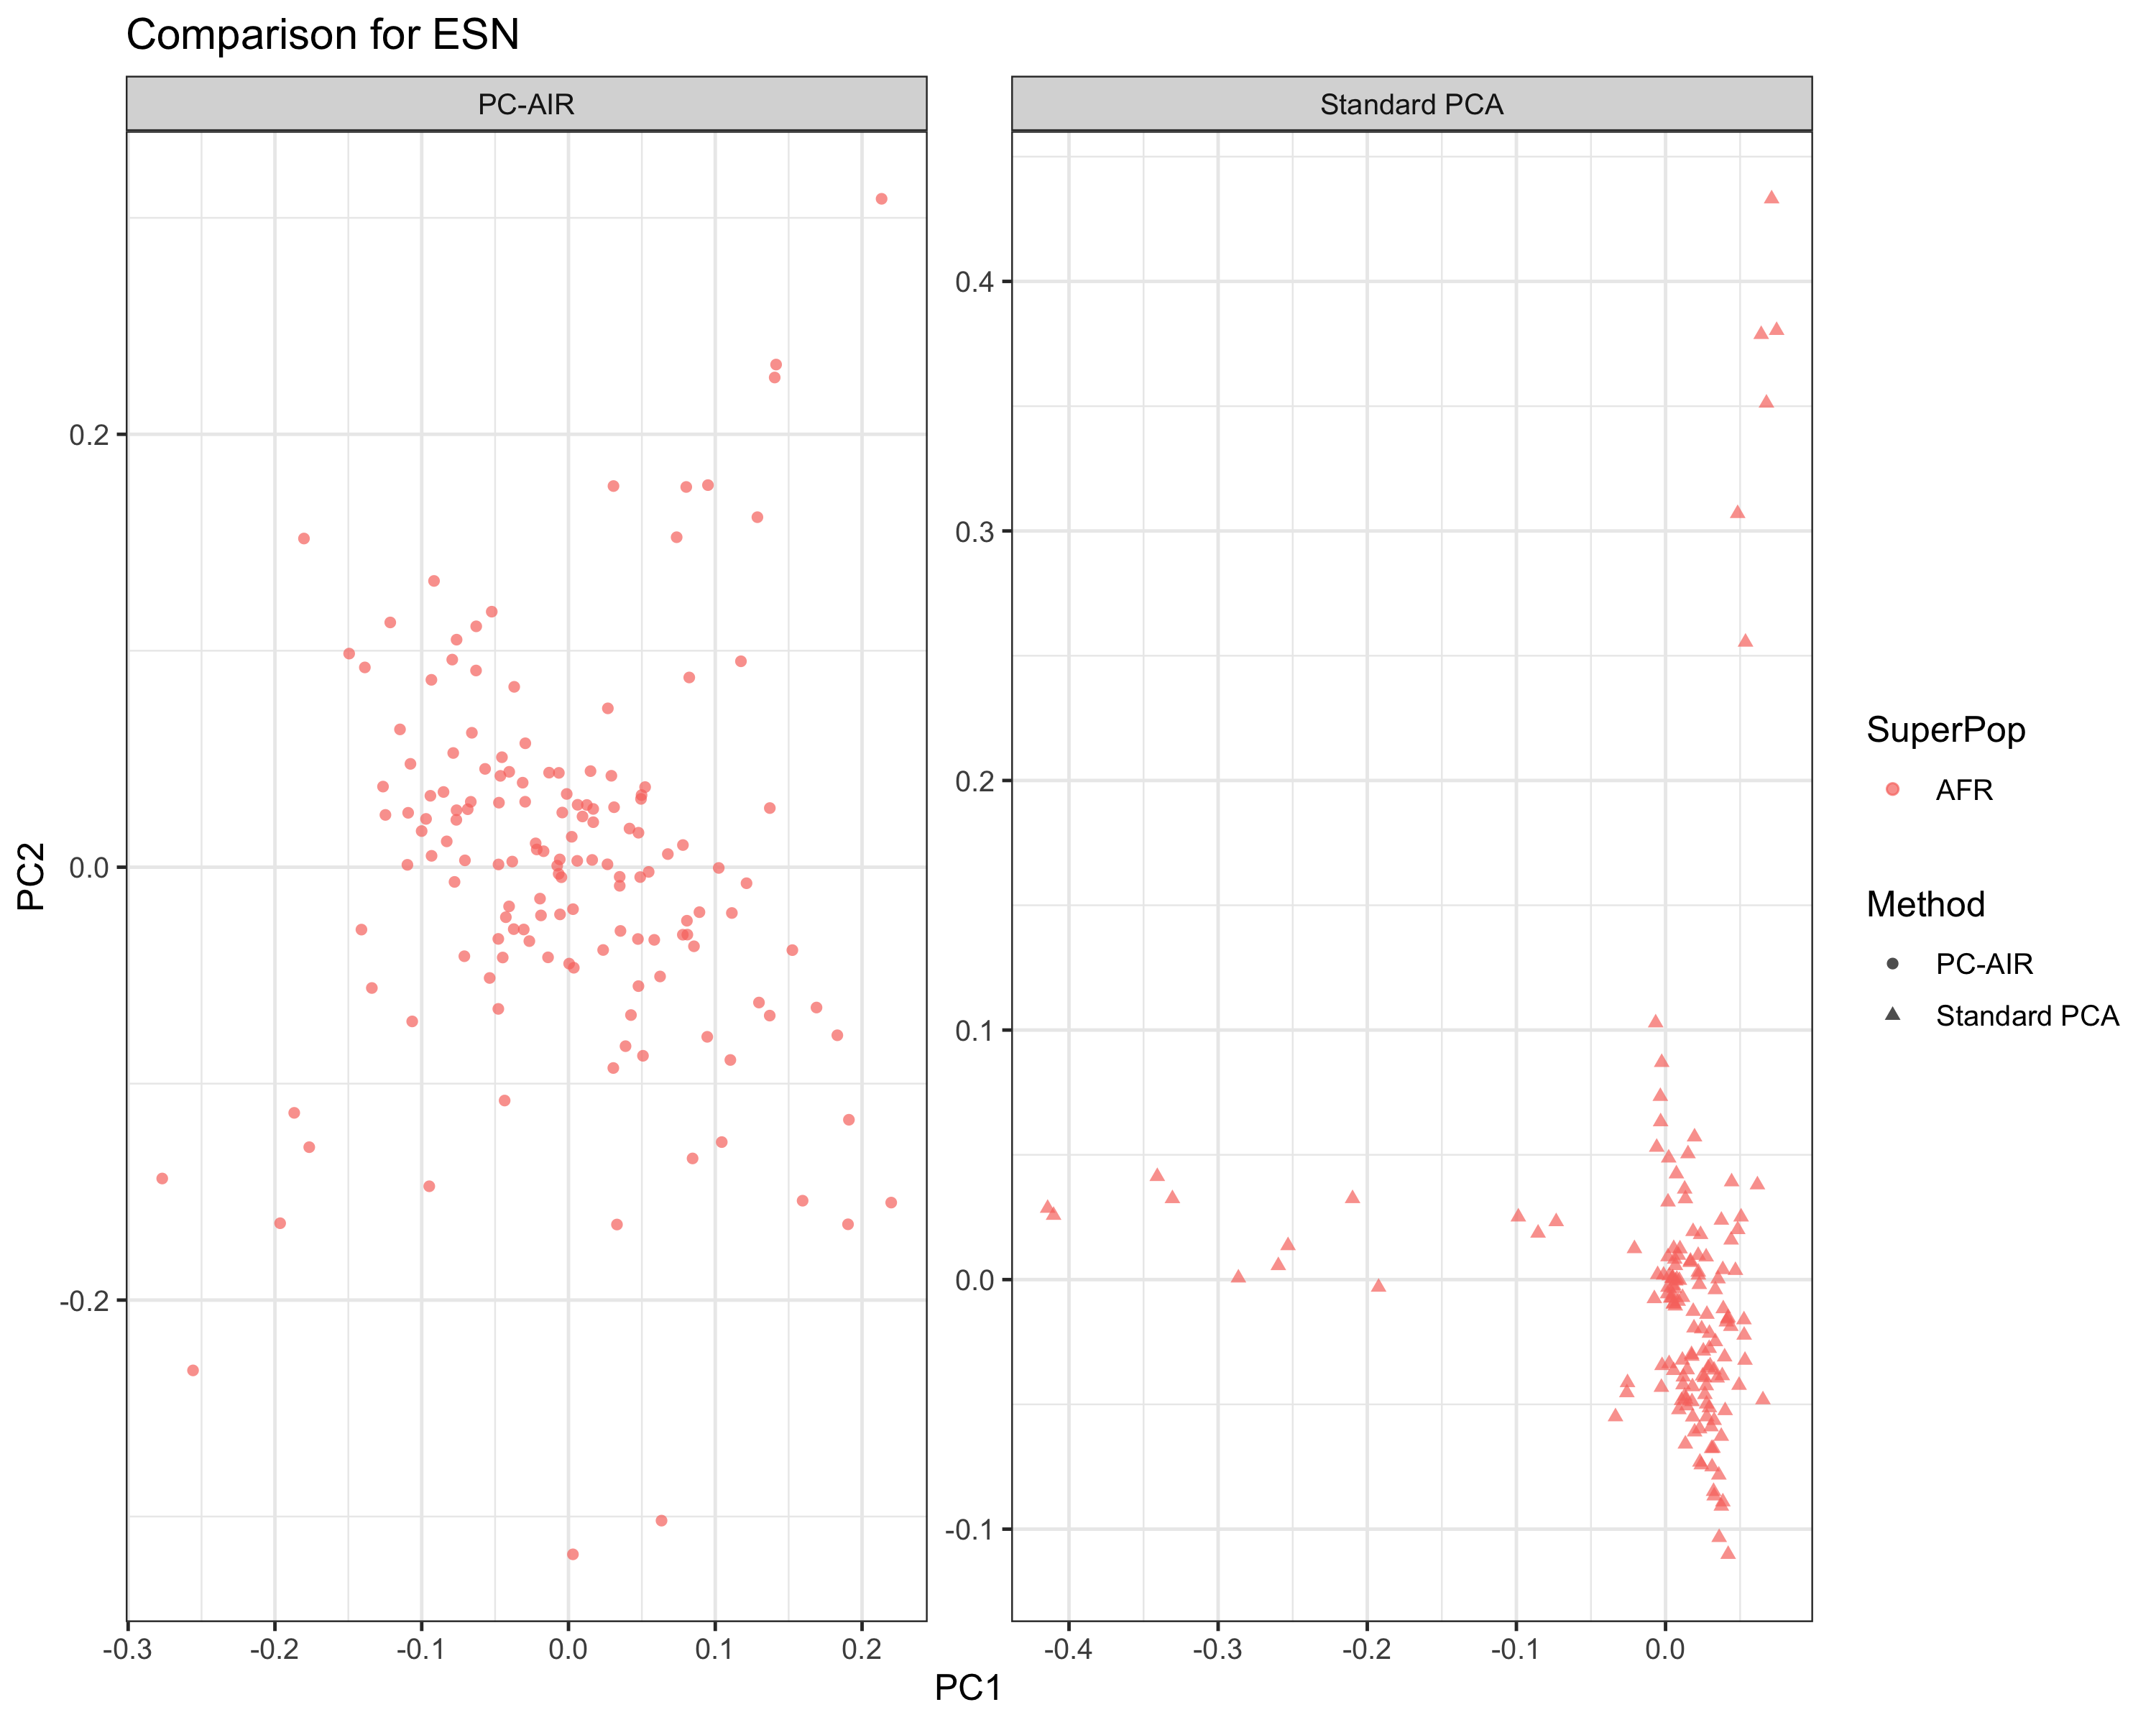 Comparison for ESN
PC-AIR
Standard PCA
PC2
0.2
0.0
-0.2
-0.3 -0.2 -0.1 0.0 0.1 0.2
0.4
0.3
0.2
0.1
0.0
-0.1
-0.4 -0.3 -0.2 -0.1 0.0
PC1
SuperPop
AFR
Method
PC-AIR
Standard PCA